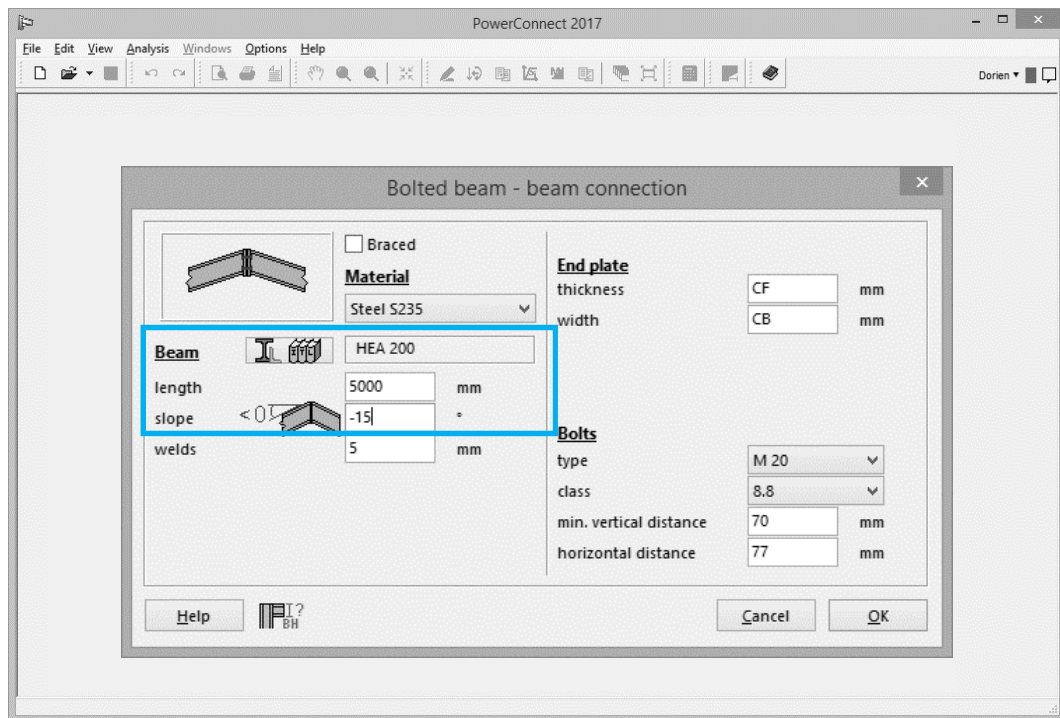 PowerConnect 2017
File Edit View Analysis Windows Options Help
Dorien
Bolted beam - beam connection
Braced
Material
Steel S235
Beam
HEA 200
length 5000 mm
slope <0 -15 °
welds 5 mm
End plate
thickness CF mm
width CB mm
Bolts
type M 20
class 8.8
min. vertical distance 70 mm
horizontal distance 77 mm
Help
I?
BH
Cancel OK